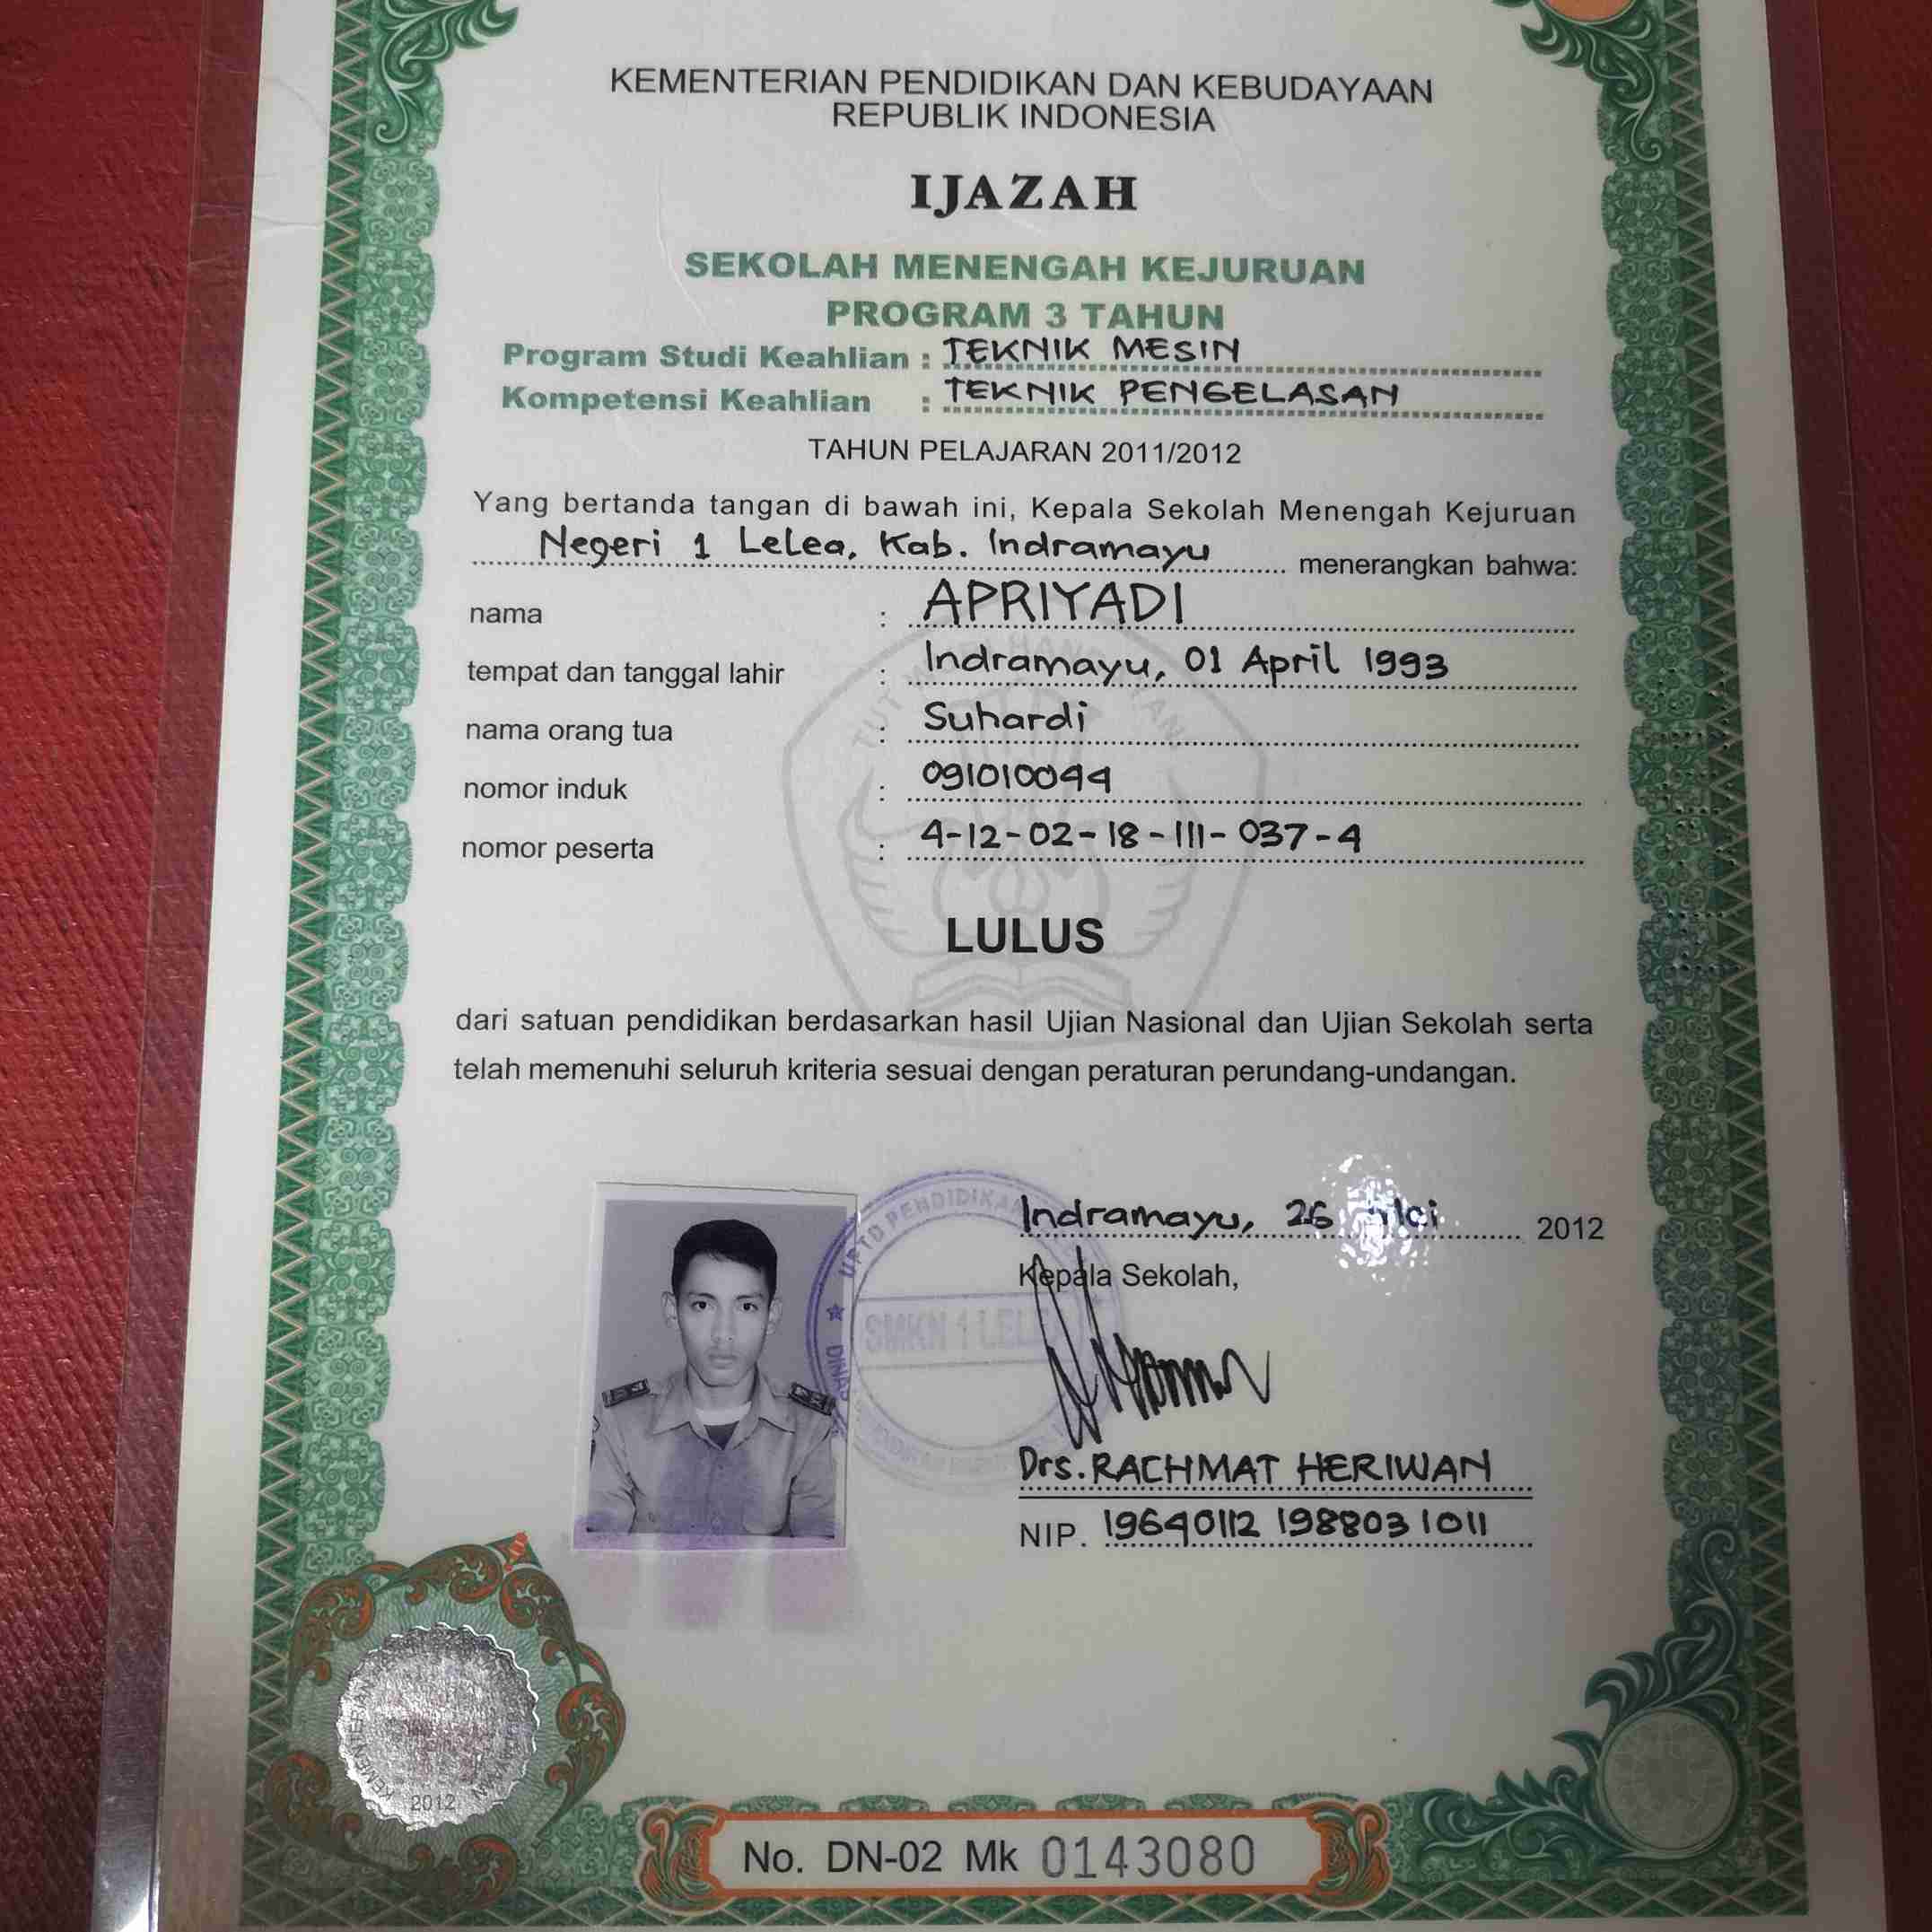 KEMENTERIAN PENDIDIKAN DAN KEBUDAYAAN
REPUBLIK INDONESIA
IJAZAH
SEKOLAH MENENGAH KEJURUAN
PROGRAM 3 TAHUN
Program Studi Keahlian : TEKNIK MESIN
Kompetensi Keahlian : TEKNIK PENGELASAN
TAHUN PELAJARAN 2011/2012
Yang bertanda tangan di bawah ini, Kepala Sekolah Menengah Kejuruan
Negeri 1 Lelea, Kab. Indramayu menerangkan bahwa:
nama : APRIYADI
tempat dan tanggal lahir : Indramayu, 01 April 1993
nama orang tua : Suhardi
nomor induk : 091010044
nomor peserta : 4-12-02-18-111-037-4
LULUS
dari satuan pendidikan berdasarkan hasil Ujian Nasional dan Ujian Sekolah serta
telah memenuhi seluruh kriteria sesuai dengan peraturan perundang-undangan.
Indramayu, 26 2012
Kepala Sekolah,
UPTD PENDIDIKAN
SMKN 1
DINAS
Drs. RACHMAT HERIWAN
NIP. 19640112 198803 1011
KEMENTERIAN
2012
No. DN-02 Mk 0143080